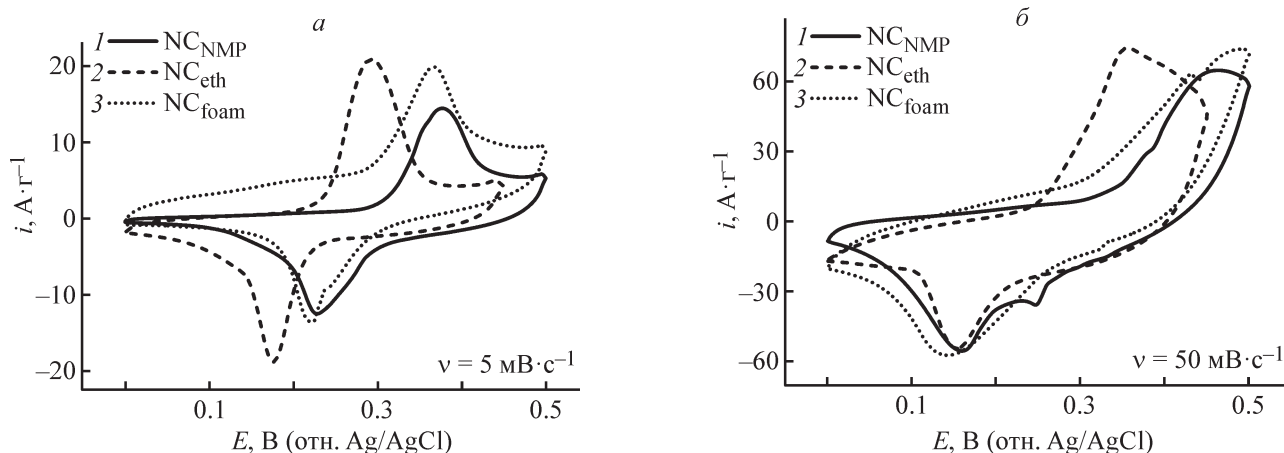 а
1 NC_NMP
2 NC_eth
3 NC_foam
i, А·г⁻¹
20
10
0
–10
–20
ν = 5 мВ·с⁻¹
0.1 0.3 0.5
E, В (отн. Ag/AgCl)
б
1 NC_NMP
2 NC_eth
3 NC_foam
i, А·г⁻¹
60
30
0
–30
–60
ν = 50 мВ·с⁻¹
0.1 0.3 0.5
E, В (отн. Ag/AgCl)